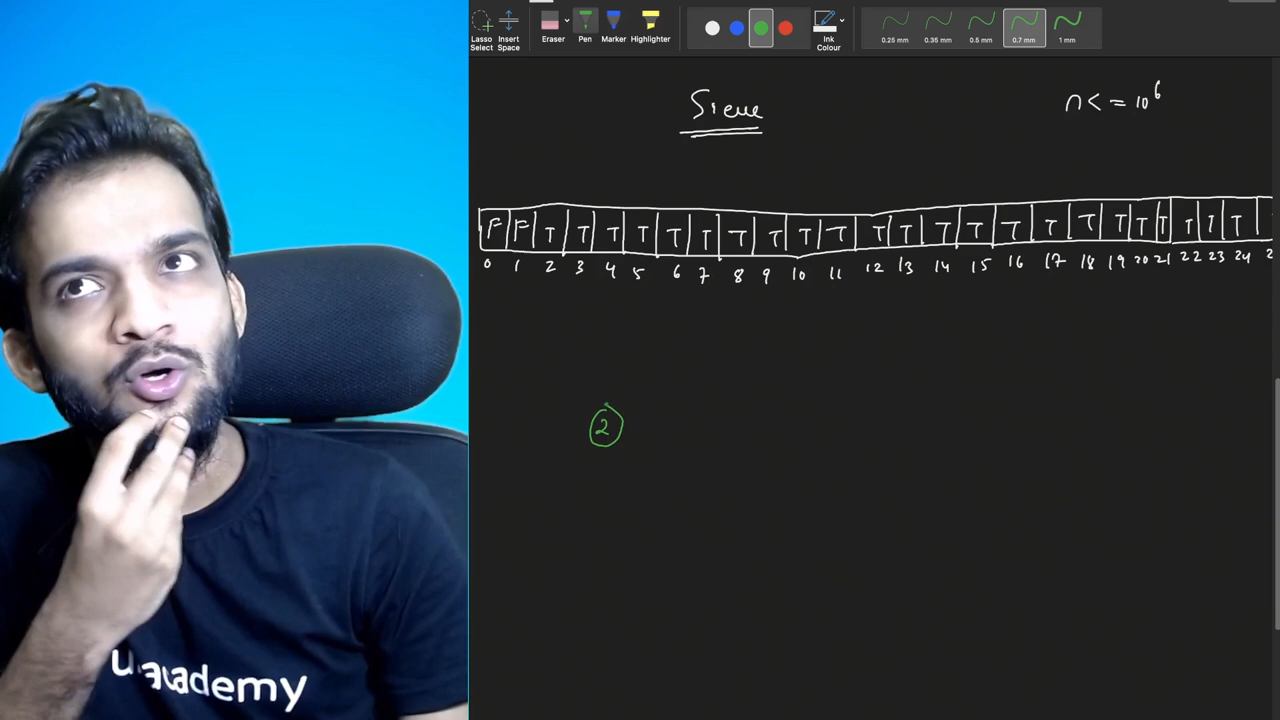 Lasso Select
Insert Space
Eraser
Pen
Marker
Highlighter
Ink Colour
0.25 mm
0.35 mm
0.5 mm
0.7 mm
1 mm
Sieve
n <= 10^6
F F T T T T T T T T T T T T T T T T T T T T T T T
0 1 2 3 4 5 6 7 8 9 10 11 12 13 14 15 16 17 18 19 20 21 22 23 24 2
2
unacademy